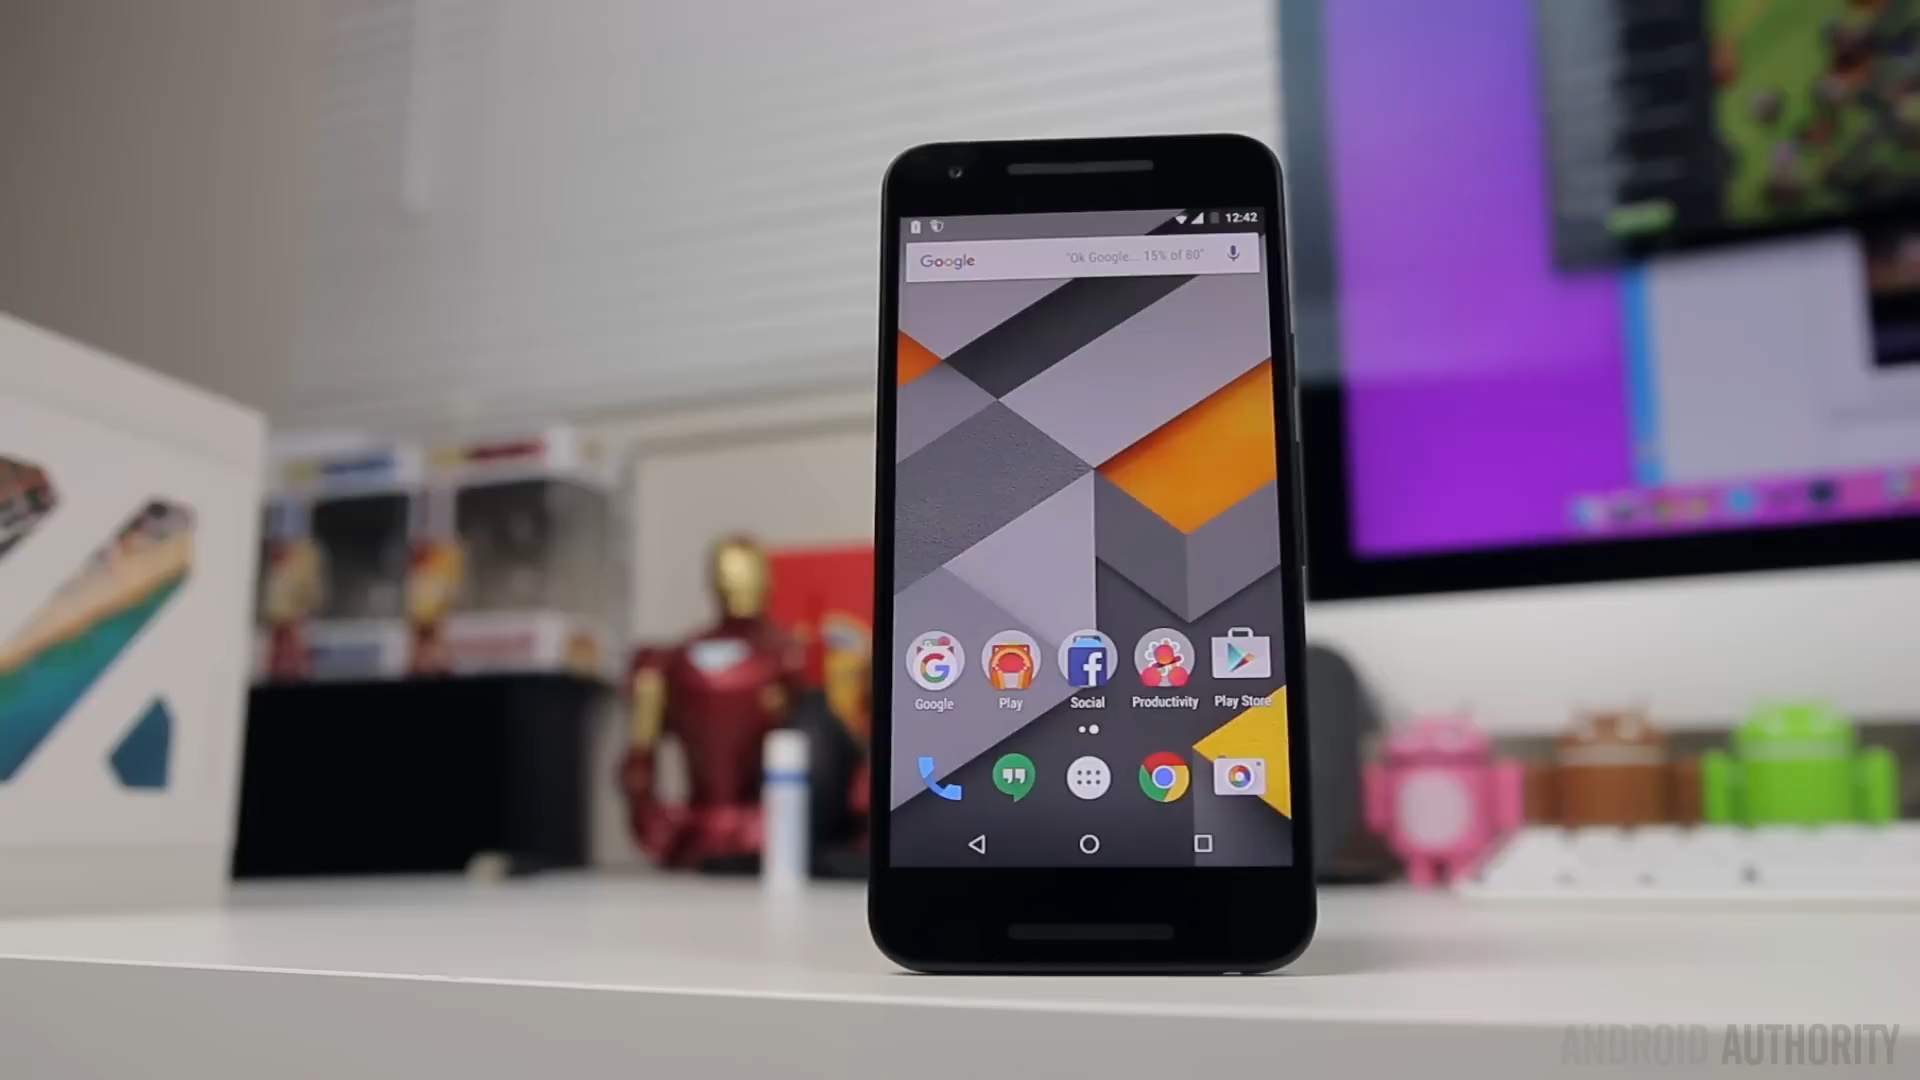 12:42
Google "Ok Google... 15% of 80"
Google Play Social Productivity Play Store
ANDROID AUTHORITY